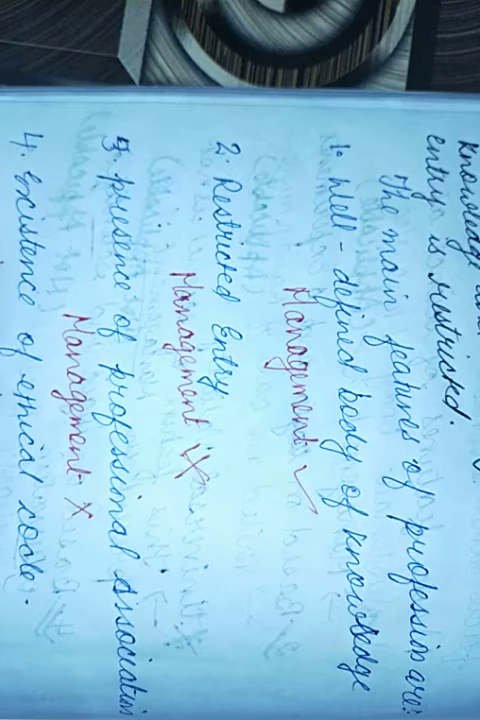 knowledge
entry is restricted.
The main features of profession are:
1. Well-defined body of knowledge
Management ✓
2. Restricted Entry
Management X
3. presence of professional Association
Management X
4. Existence of ethical code.